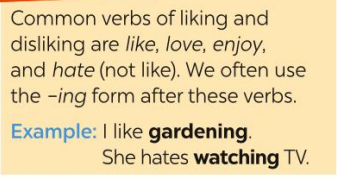 Common verbs of liking and
disliking are like, love, enjoy,
and hate (not like). We often use
the –ing form after these verbs.
Example: I like gardening.
She hates watching TV.